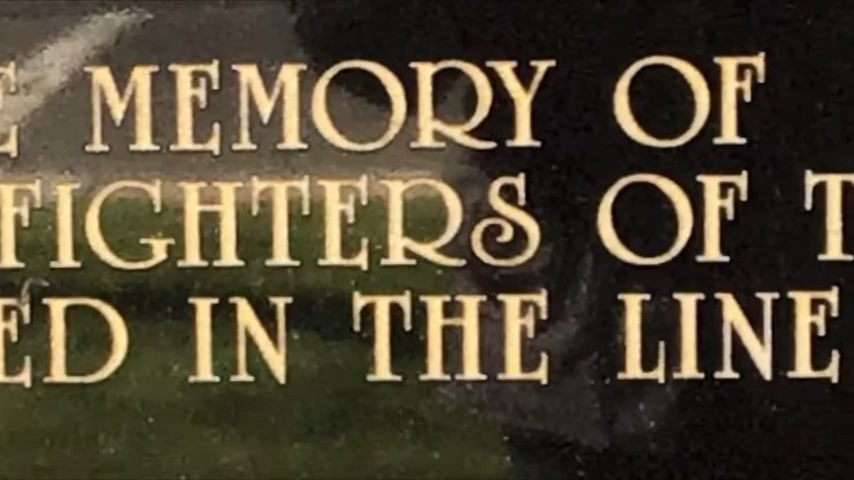 E MEMORY OF
FIGHTERS OF T
ED IN THE LINE